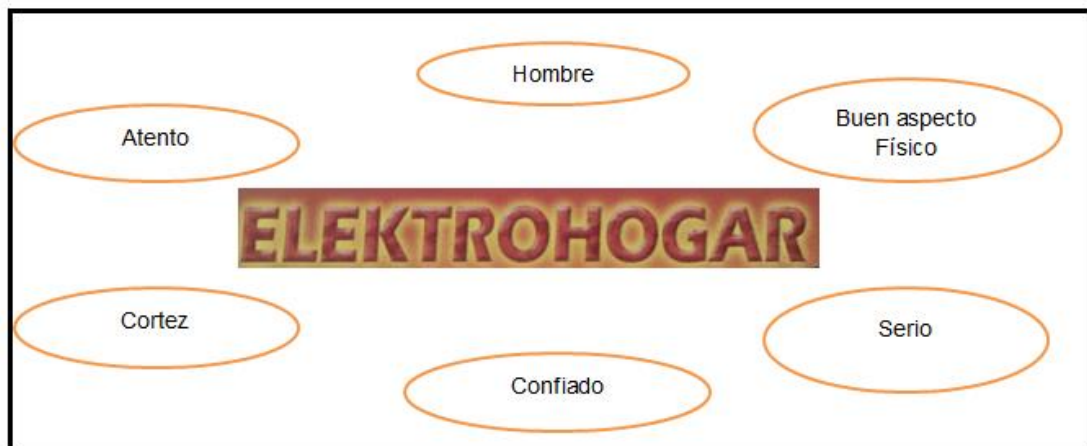 Hombre
Atento
Buen aspecto
Físico
ELEKTROHOGAR
Cortez
Serio
Confiado